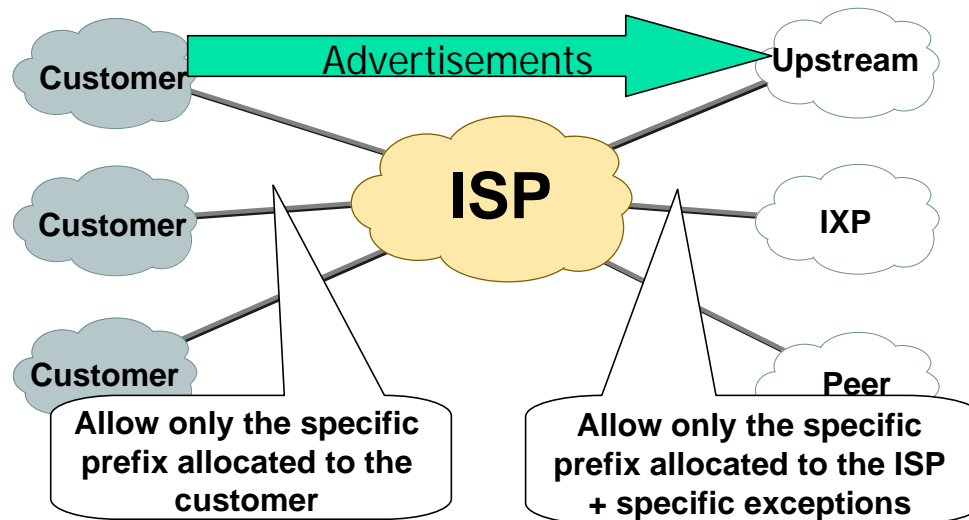 Advertisements
Customer
Upstream
ISP
Customer
IXP
Customer
Peer
Allow only the specific
prefix allocated to the
customer
Allow only the specific
prefix allocated to the ISP
+ specific exceptions